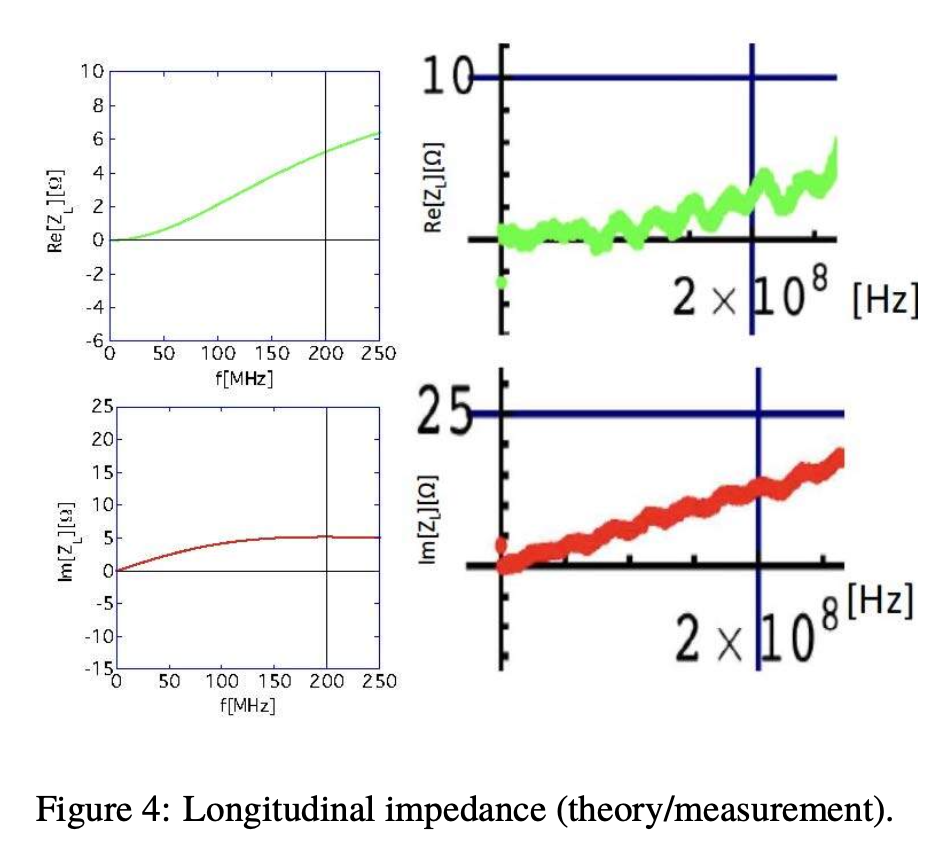 10
8
6
4
2
0
-2
-4
-6
0 50 100 150 200 250
f[MHz]
Re[Z_L][Ω]
10
Re[Z_L][Ω]
2 × 10^8 [Hz]
25
20
15
10
5
0
-5
-10
-15
0 50 100 150 200 250
f[MHz]
Im[Z_L][Ω]
25
Im[Z_L][Ω]
2 × 10^8 [Hz]
Figure 4: Longitudinal impedance (theory/measurement).